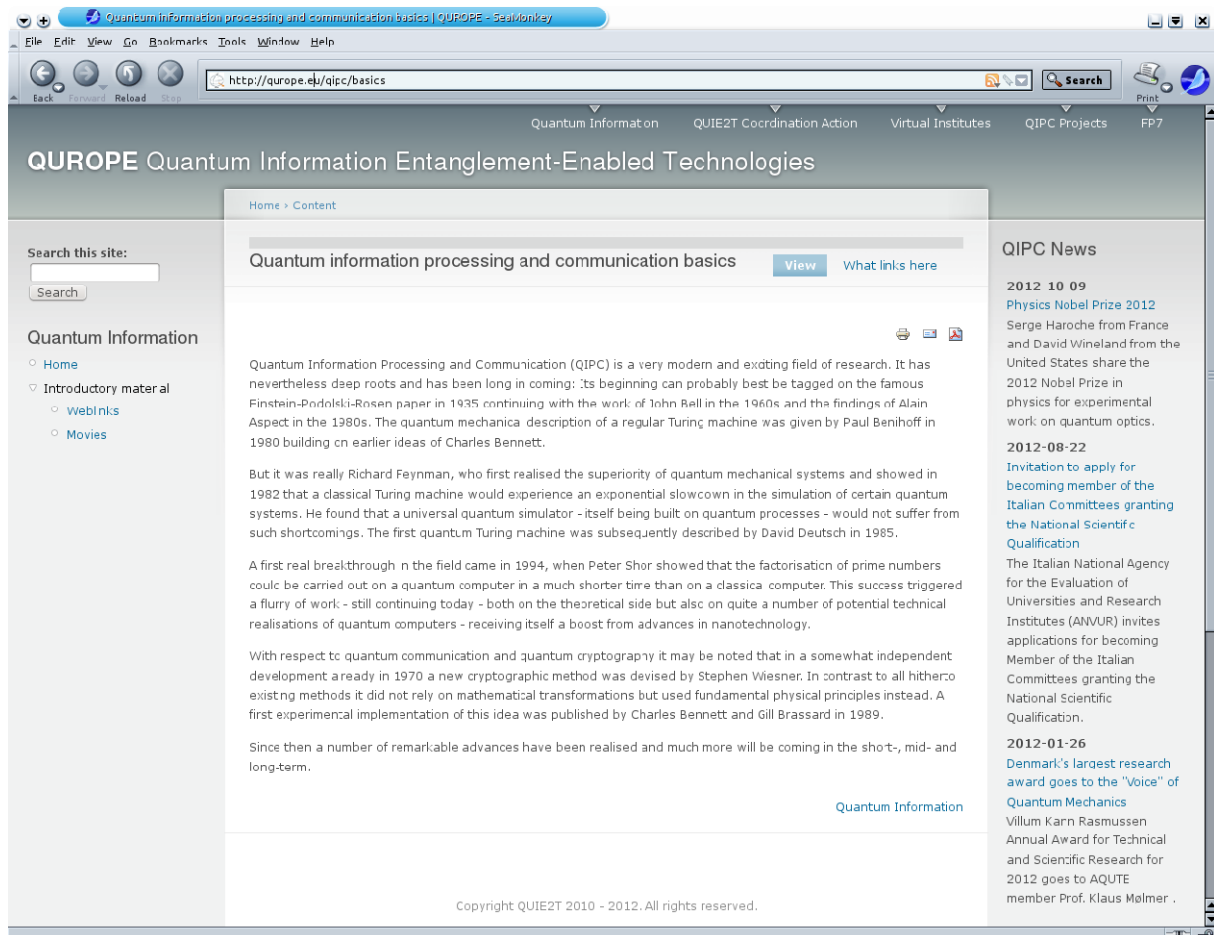 Quantum information processing and communication basics | QUROPE - SeaMonkey
File Edit View Go Bookmarks Tools Window Help
Back Forward Reload Stop
http://qurope.eu/qipc/basics
Search
Print
Quantum Information QUIE2T Coordination Action Virtual Institutes QIPC Projects FP7
QUROPE Quantum Information Entanglement-Enabled Technologies
Home › Content
Search this site:
Search
Quantum Information
Home
Introductory material
Weblinks
Movies
Quantum information processing and communication basics
View What links here
Quantum Information Processing and Communication (QIPC) is a very modern and exciting field of research. It has
nevertheless deep roots and has been long in coming: Its beginning can probably best be tagged on the famous
Einstein-Podolski-Rosen paper in 1935 continuing with the work of John Bell in the 1960s and the findings of Alain
Aspect in the 1980s. The quantum mechanical description of a regular Turing machine was given by Paul Benihoff in
1980 building on earlier ideas of Charles Bennett.
But it was really Richard Feynman, who first realised the superiority of quantum mechanical systems and showed in
1982 that a classical Turing machine would experience an exponential slowdown in the simulation of certain quantum
systems. He found that a universal quantum simulator - itself being built on quantum processes - would not suffer from
such shortcomings. The first quantum Turing machine was subsequently described by David Deutsch in 1985.
A first real breakthrough in the field came in 1994, when Peter Shor showed that the factorisation of prime numbers
could be carried out on a quantum computer in a much shorter time than on a classical computer. This success triggered
a flurry of work - still continuing today - both on the theoretical side but also on quite a number of potential technical
realisations of quantum computers - receiving itself a boost from advances in nanotechnology.
With respect to quantum communication and quantum cryptography it may be noted that in a somewhat independent
development already in 1970 a new cryptographic method was devised by Stephen Wiesner. In contrast to all hitherto
existing methods it did not rely on mathematical transformations but used fundamental physical principles instead. A
first experimental implementation of this idea was published by Charles Bennett and Gill Brassard in 1989.
Since then a number of remarkable advances have been realised and much more will be coming in the short-, mid- and
long-term.
Quantum Information
Copyright QUIE2T 2010 - 2012. All rights reserved.
QIPC News
2012 10 09
Physics Nobel Prize 2012
Serge Haroche from France
and David Wineland from the
United States share the
2012 Nobel Prize in
physics for experimental
work on quantum optics.
2012-08-22
Invitation to apply for
becoming member of the
Italian Committees granting
the National Scientific
Qualification
The Italian National Agency
for the Evaluation of
Universities and Research
Institutes (ANVUR) invites
applications for becoming
Member of the Italian
Committees granting the
National Scientific
Qualification.
2012-01-26
Denmark's largest research
award goes to the "Voice" of
Quantum Mechanics
Villum Kann Rasmussen
Annual Award for Technical
and Scientific Research for
2012 goes to AQUTE
member Prof. Klaus Mølmer .